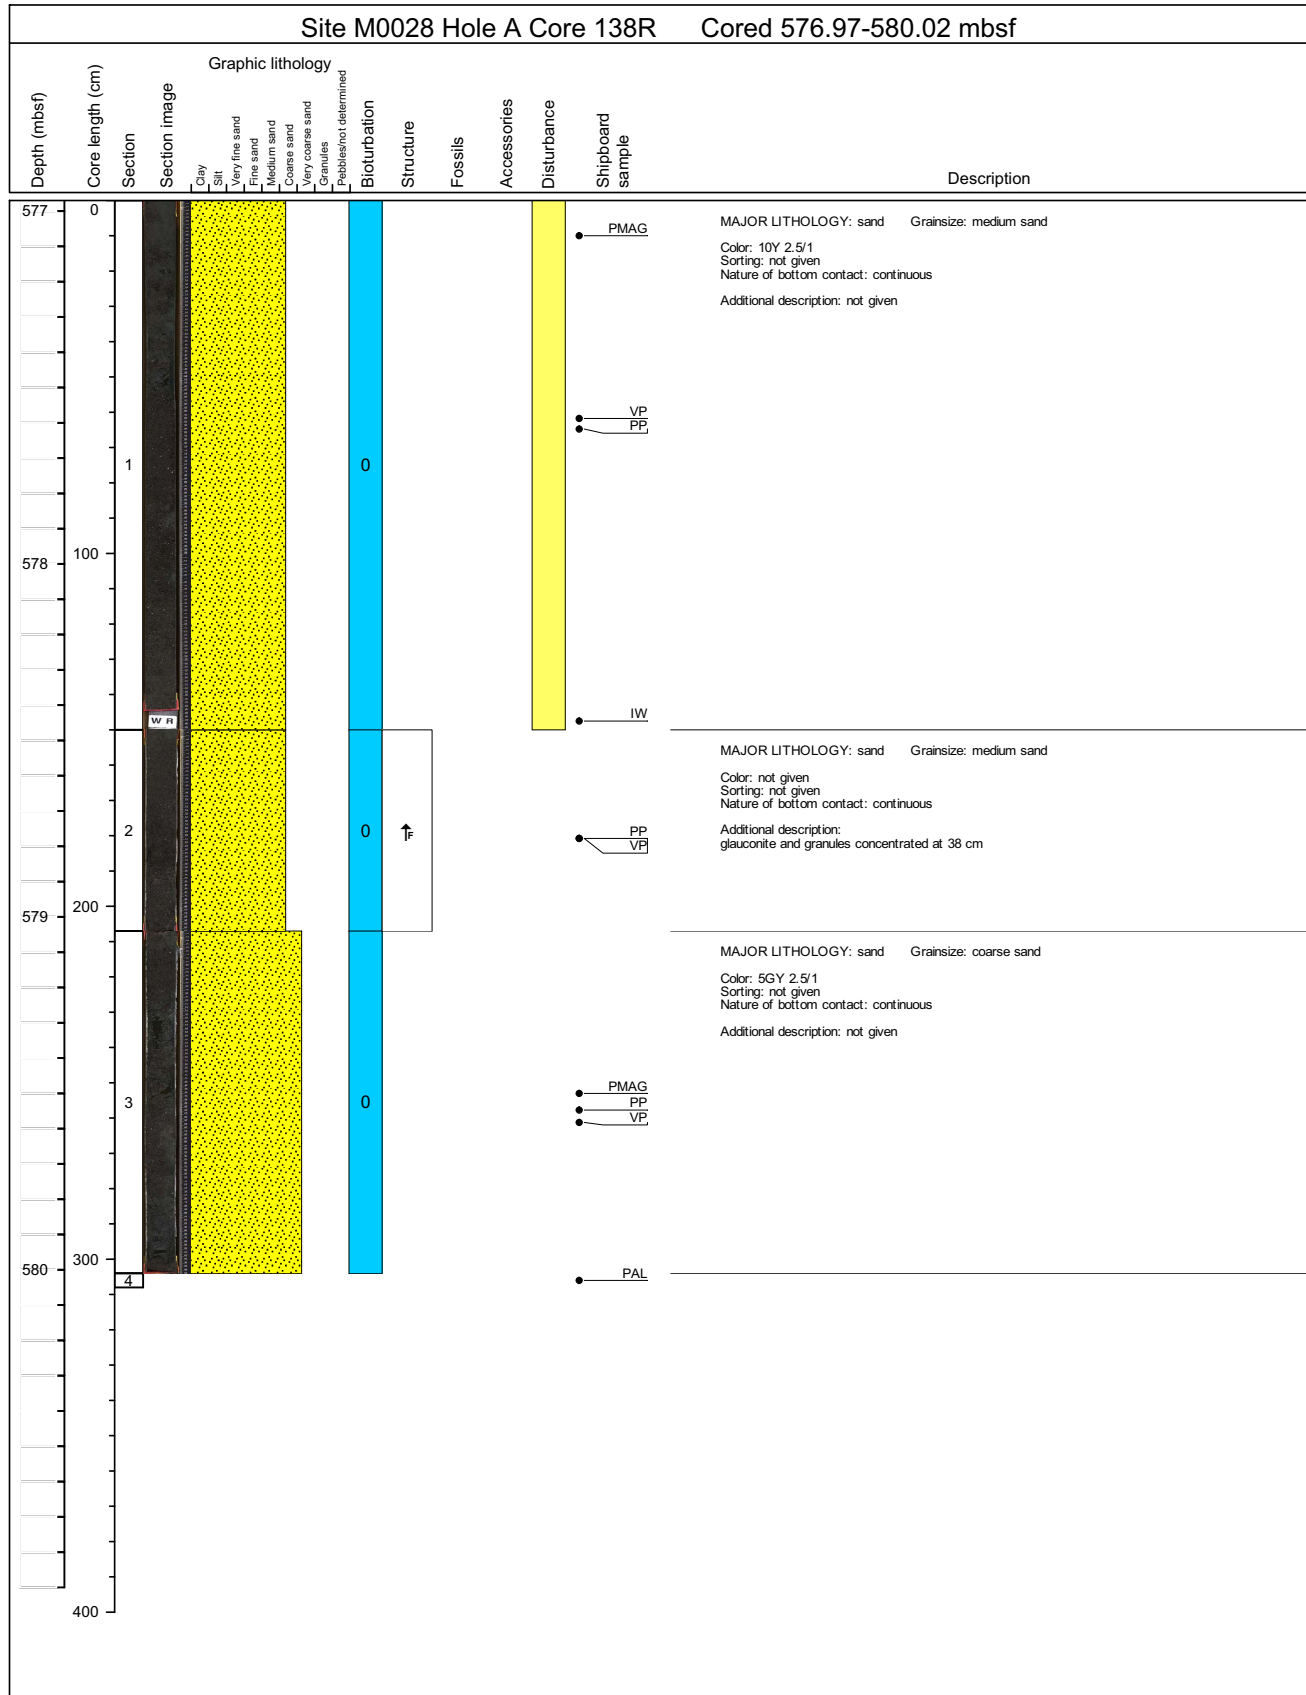 Site M0028 Hole A Core 138R Cored 576.97-580.02 mbsf
Graphic lithology
Depth (mbsf)
Core length (cm)
Section
Section image
Clay
Silt
Very fine sand
Fine sand
Medium sand
Coarse sand
Very coarse sand
Granules
Pebbles/not determined
Bioturbation
Structure
Fossils
Accessories
Disturbance
Shipboard
sample
Description
577
0
PMAG
MAJOR LITHOLOGY: sand Grainsize: medium sand
Color: 10Y 2.5/1
Sorting: not given
Nature of bottom contact: continuous
Additional description: not given
VP
PP
1
0
100
578
IW
W R
MAJOR LITHOLOGY: sand Grainsize: medium sand
Color: not given
Sorting: not given
Nature of bottom contact: continuous
Additional description:
glauconite and granules concentrated at 38 cm
2
0
F
PP
VP
200
579
MAJOR LITHOLOGY: sand Grainsize: coarse sand
Color: 5GY 2.5/1
Sorting: not given
Nature of bottom contact: continuous
Additional description: not given
PMAG
PP
VP
3
0
300
580
4
PAL
400